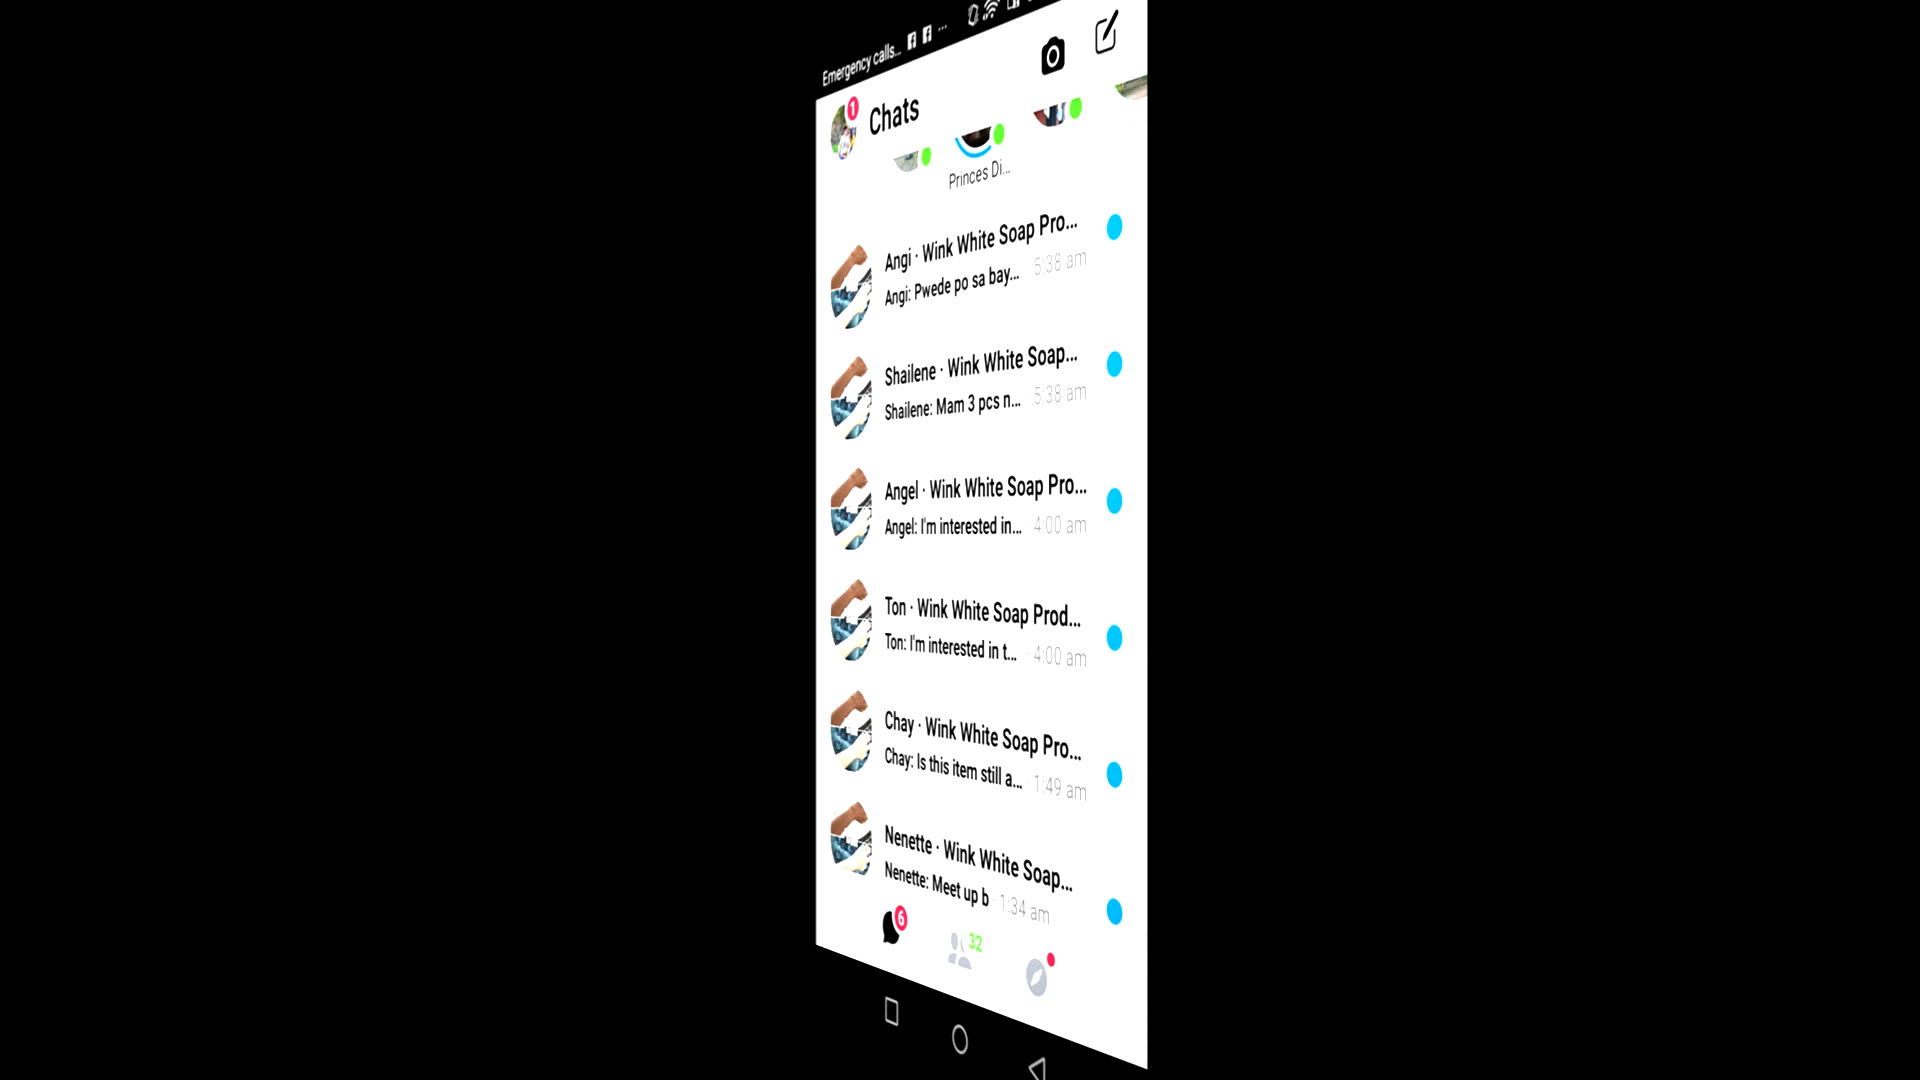 Emergency calls...
1
Chats
Princes Di...
Angi · Wink White Soap Pro...
Angi: Pwede po sa bay... 5:38 am
Shailene · Wink White Soap...
Shailene: Mam 3 pcs n... 5:38 am
Angel · Wink White Soap Pro...
Angel: I'm interested in... · 4:00 am
Ton · Wink White Soap Prod...
Ton: I'm interested in t... · 4:00 am
Chay · Wink White Soap Pro...
Chay: Is this item still a... · 1:49 am
Nenette · Wink White Soap...
Nenette: Meet up b · 1:34 am
6
32